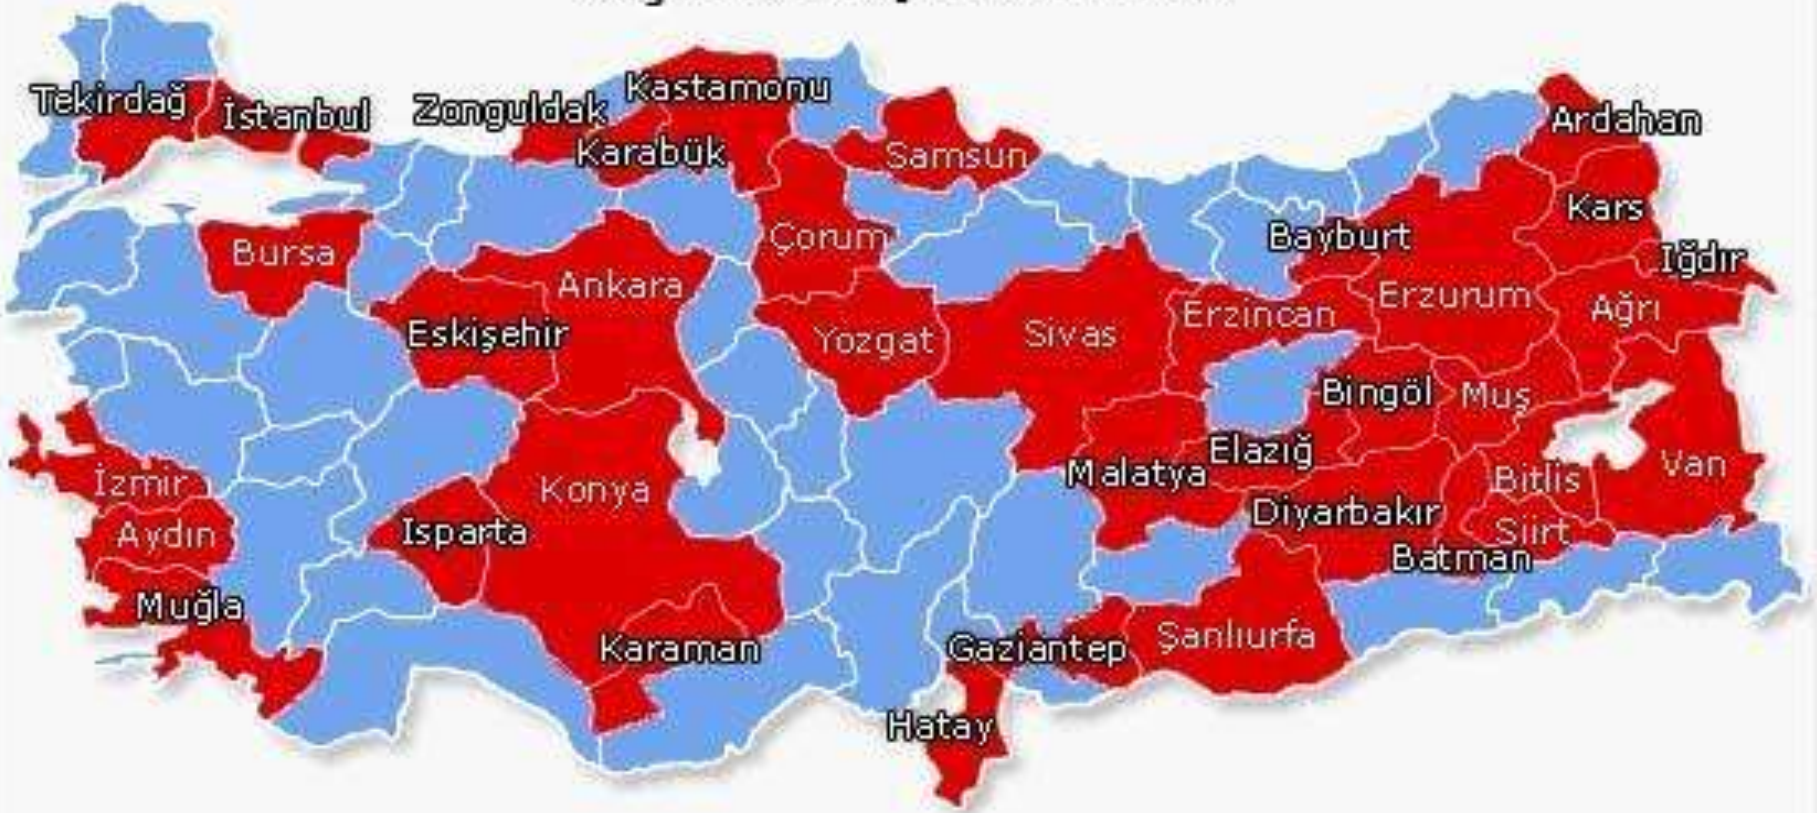 Tekirdağ
İstanbul
Zonguldak
Kastamonu
Karabük
Samsun
Ardahan
Kars
Bursa
Çorum
Bayburt
Iğdır
Ankara
Eskişehir
Yozgat
Sivas
Erzincan
Erzurum
Ağrı
Bingöl
Muş
Elazığ
Malatya
Van
Bitlis
İzmir
Konya
Isparta
Diyarbakır
Aydın
Siirt
Batman
Muğla
Karaman
Gaziantep
Şanlıurfa
Hatay